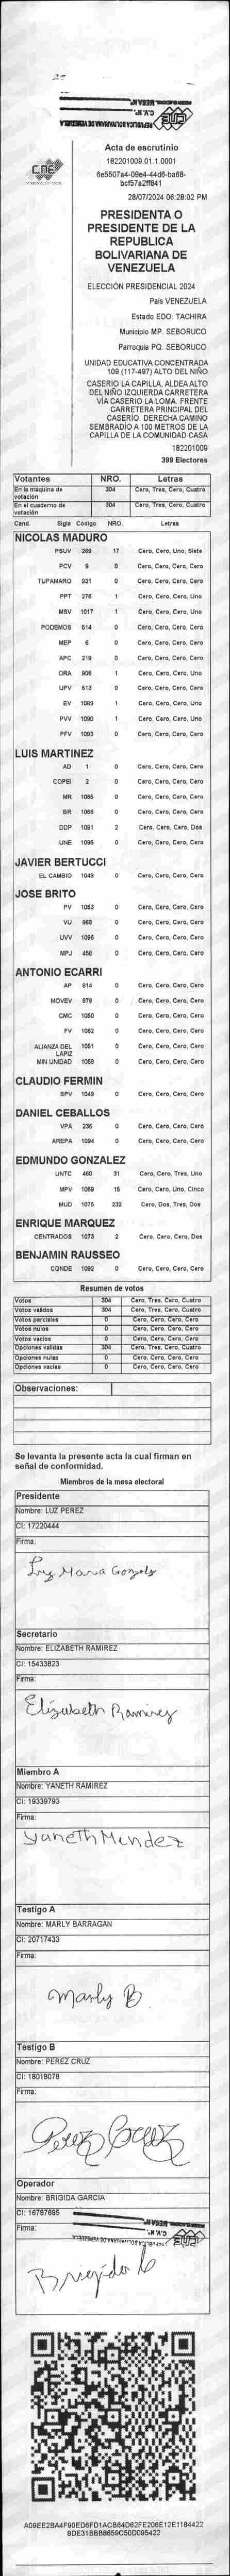 Acta de escrutinio
182201009.01.1.0001
28/07/2024 06:28:02 PM
PRESIDENTA O
PRESIDENTE DE LA
REPUBLICA
BOLIVARIANA DE
VENEZUELA
ELECCIÓN PRESIDENCIAL 2024
País VENEZUELA
Estado EDO. TACHIRA
Municipio MP. SEBORUCO
Parroquia PQ. SEBORUCO
UNIDAD EDUCATIVA CONCENTRADA
109 (117-497) ALTO DEL NIÑO
CASERIO LA CAPILLA, ALDEA ALTO
DEL NIÑO IZQUIERDA CARRETERA
VÍA CASERIO LA LOMA. FRENTE
CARRETERA PRINCIPAL DEL
CASERÍO. DERECHA CAMINO
SEMBRADÍO A 100 METROS DE LA
CAPILLA DE LA COMUNIDAD CASA
182201009
399 Electores
Votantes NRO. Letras
En la máquina de votación 304 Cero, Tres, Cero, Cuatro
En el cuaderno de votación 304 Cero, Tres, Cero, Cuatro
Cand. Sigla Código NRO. Letras
NICOLAS MADURO
PSUV 269 17 Cero, Cero, Uno, Siete
PCV 9 0 Cero, Cero, Cero, Cero
TUPAMARO 931 0 Cero, Cero, Cero, Cero
PPT 276 1 Cero, Cero, Cero, Uno
MSV 1017 1 Cero, Cero, Cero, Uno
PODEMOS 514 0 Cero, Cero, Cero, Cero
MEP 6 0 Cero, Cero, Cero, Cero
APC 219 0 Cero, Cero, Cero, Cero
ORA 906 1 Cero, Cero, Cero, Uno
UPV 613 0 Cero, Cero, Cero, Cero
EV 1089 1 Cero, Cero, Cero, Uno
PVV 1090 1 Cero, Cero, Cero, Uno
PFV 1093 0 Cero, Cero, Cero, Cero
LUIS MARTINEZ
AD 1 0 Cero, Cero, Cero, Cero
COPEI 2 0 Cero, Cero, Cero, Cero
MR 1065 0 Cero, Cero, Cero, Cero
BR 1066 0 Cero, Cero, Cero, Cero
DDP 1091 2 Cero, Cero, Cero, Dos
UNE 1095 0 Cero, Cero, Cero, Cero
JAVIER BERTUCCI
EL CAMBIO 1048 0 Cero, Cero, Cero, Cero
JOSE BRITO
PV 1053 0 Cero, Cero, Cero, Cero
VU 868 0 Cero, Cero, Cero, Cero
UVV 1096 0 Cero, Cero, Cero, Cero
MPJ 458 0 Cero, Cero, Cero, Cero
ANTONIO ECARRI
AP 814 0 Cero, Cero, Cero, Cero
MOVEV 979 0 Cero, Cero, Cero, Cero
CMC 1050 0 Cero, Cero, Cero, Cero
FV 1062 0 Cero, Cero, Cero, Cero
ALIANZA DEL LAPIZ 1051 0 Cero, Cero, Cero, Cero
MIN UNIDAD 1058 0 Cero, Cero, Cero, Cero
CLAUDIO FERMIN
SPV 1049 0 Cero, Cero, Cero, Cero
DANIEL CEBALLOS
VPA 236 0 Cero, Cero, Cero, Cero
AREPA 1094 0 Cero, Cero, Cero, Cero
EDMUNDO GONZALEZ
UNTC 460 31 Cero, Cero, Tres, Uno
MPV 1069 15 Cero, Cero, Uno, Cinco
MUD 1075 232 Cero, Dos, Tres, Dos
ENRIQUE MARQUEZ
CENTRADOS 1073 2 Cero, Cero, Cero, Dos
BENJAMIN RAUSSEO
CONDE 1092 0 Cero, Cero, Cero, Cero
Resumen de votos
Votos 304 Cero, Tres, Cero, Cuatro
Votos validos 304 Cero, Tres, Cero, Cuatro
Votos parciales 0 Cero, Cero, Cero, Cero
Votos nulos 0 Cero, Cero, Cero, Cero
Votos vacios 0 Cero, Cero, Cero, Cero
Opciones validas 304 Cero, Tres, Cero, Cuatro
Opciones nulas 0 Cero, Cero, Cero, Cero
Opciones vacias 0 Cero, Cero, Cero, Cero
Observaciones:
Se levanta la presente acta la cual firman en
señal de conformidad.
Miembros de la mesa electoral
Presidente
Nombre: LUZ PEREZ
CI: 17220444
Firma:
Luz Maria Gonzalez
Secretario
Nombre: ELIZABETH RAMIREZ
CI: 15433823
Firma:
Elizabeth Ramirez
Miembro A
Nombre: YANETH RAMIREZ
CI: 19339793
Firma:
Yaneth Mendez
Testigo A
Nombre: MARLY BARRAGAN
CI: 20717433
Firma:
Marly B
Testigo B
Nombre: PEREZ CRUZ
CI: 18018078
Firma:
Perez Cruz
Operador
Nombre: BRIGIDA GARCIA
CI: 16787685
Firma: